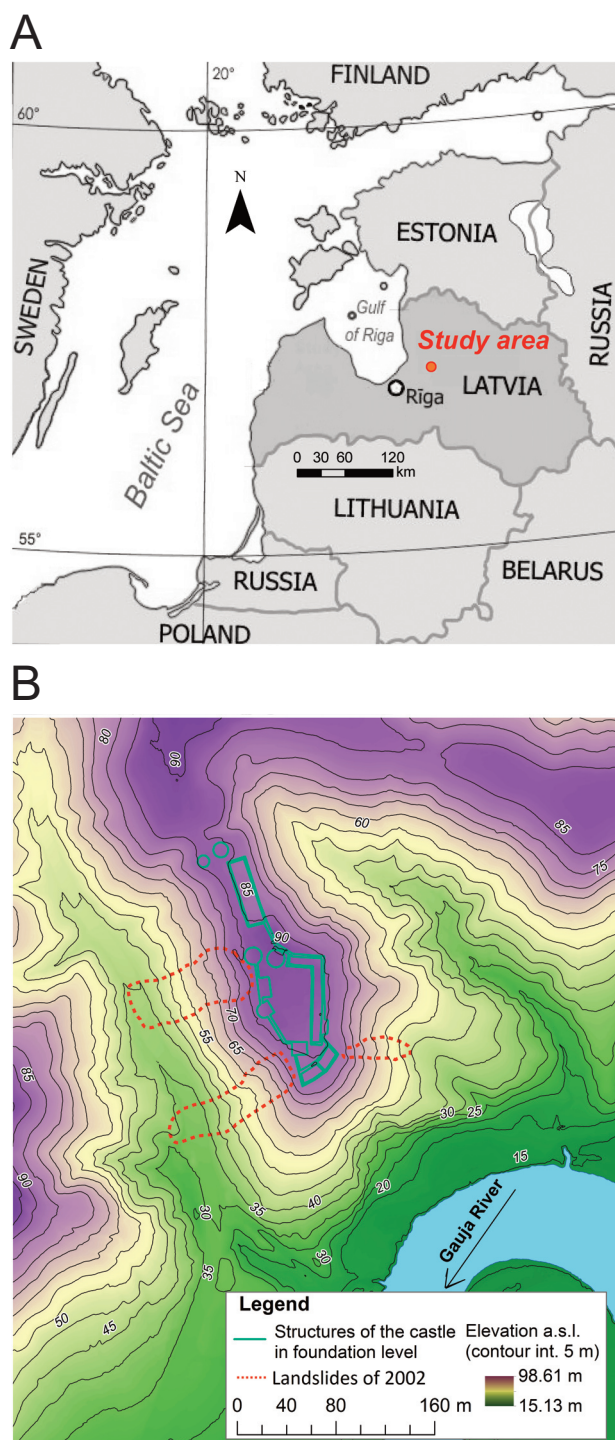 A
20°
FINLAND
60°
N
ESTONIA
SWEDEN
RUSSIA
Gulf
of Riga
Study area
LATVIA
Rīga
Baltic Sea
0 30 60 120
km
LITHUANIA
55°
RUSSIA
BELARUS
POLAND
B
80
90
60
85
75
85
90
70
55
65
85
30
25
90
15
20
35
40
30
30
35
Gauja River
50
45
Legend
Structures of the castle
in foundation level
Landslides of 2002
Elevation a.s.l.
(contour int. 5 m)
98.61 m
15.13 m
0 40 80 160 m